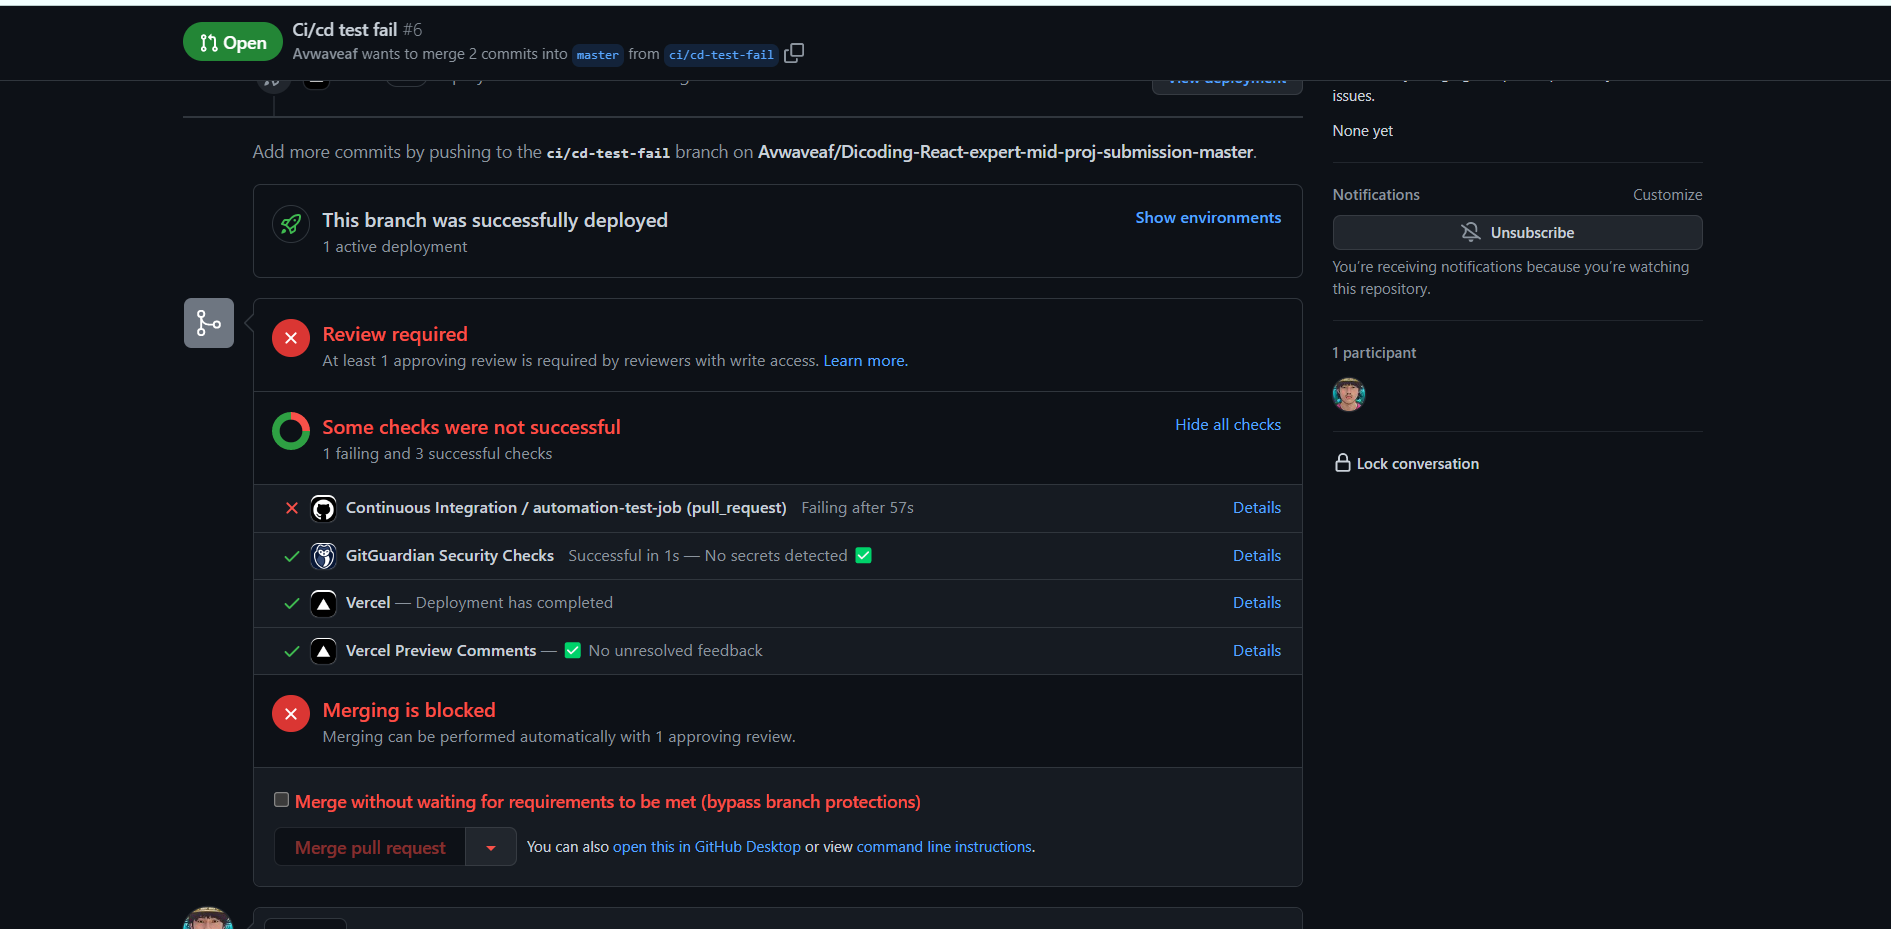 Open
Ci/cd test fail #6
Avwaveaf wants to merge 2 commits into master from ci/cd-test-fail
View deployment
issues.
None yet
Add more commits by pushing to the ci/cd-test-fail branch on Avwaveaf/Dicoding-React-expert-mid-proj-submission-master.
This branch was successfully deployed
1 active deployment
Show environments
Notifications
Customize
Unsubscribe
You're receiving notifications because you're watching
this repository.
Review required
At least 1 approving review is required by reviewers with write access. Learn more.
1 participant
Some checks were not successful
1 failing and 3 successful checks
Hide all checks
Lock conversation
Continuous Integration / automation-test-job (pull_request) Failing after 57s
Details
GitGuardian Security Checks Successful in 1s — No secrets detected ✅
Details
Vercel — Deployment has completed
Details
Vercel Preview Comments — ✅ No unresolved feedback
Details
Merging is blocked
Merging can be performed automatically with 1 approving review.
Merge without waiting for requirements to be met (bypass branch protections)
Merge pull request
You can also open this in GitHub Desktop or view command line instructions.